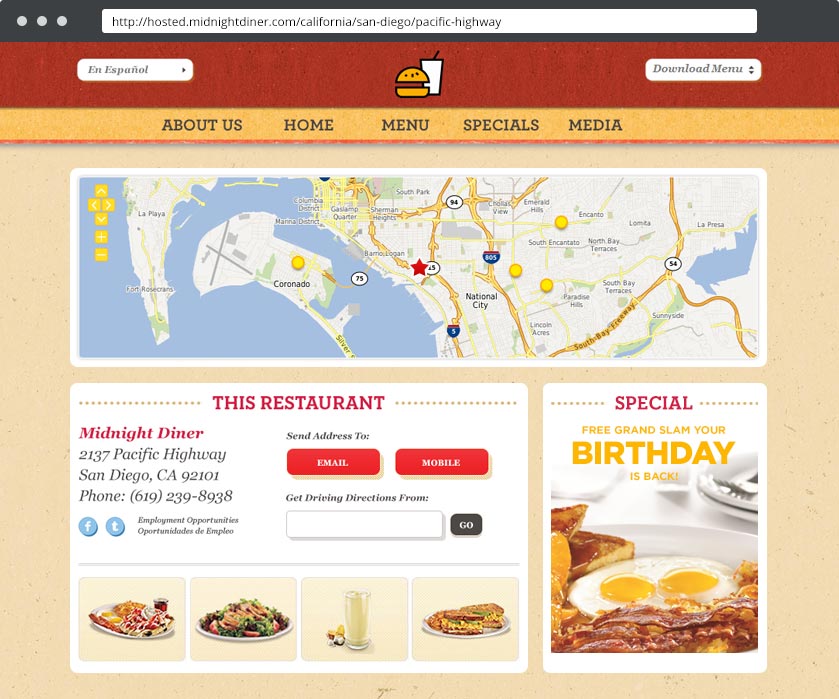 http://hosted.midnightdiner.com/california/san-diego/pacific-highway
En Español
Download Menu
ABOUT US
HOME
MENU
SPECIALS
MEDIA
La Playa
Fort Rosecrans
Coronado
75
Columbia
District
Marina District
Gaslamp
Quarter
Sherman
Heights
South Park
94
Chollas
View
Emerald
Hills
Encanto
Lomita
La Presa
South Encantato
North Bay
Terraces
Barrio Logan
15
805
54
National
City
Paradise
Hills
South Bay
Terraces
Lincoln
Acres
Sunnyside
South Bay Freeway
5
Silver
THIS RESTAURANT
Midnight Diner
2137 Pacific Highway
San Diego, CA 92101
Phone: (619) 239-8938
f
t
Employment Opportunities
Oportunidades de Empleo
Send Address To:
EMAIL
MOBILE
Get Driving Directions From:
GO
SPECIAL
FREE GRAND SLAM YOUR
BIRTHDAY
IS BACK!